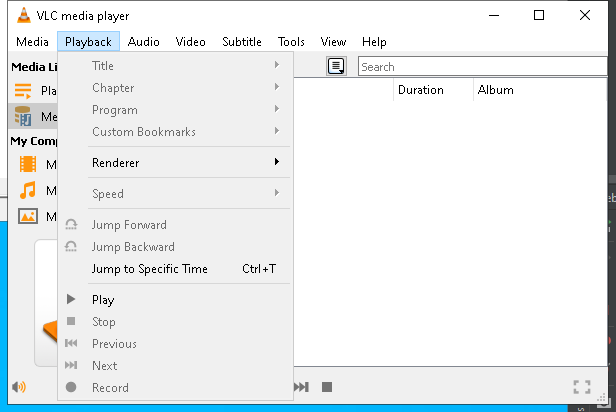 VLC media player
Media Playback Audio Video Subtitle Tools View Help
Media Li
Title
Search
Pla
Chapter
Duration Album
Me
Program
Custom Bookmarks
My Comp
M
Renderer
M
Speed
M
Jump Forward
Jump Backward
Jump to Specific Time Ctrl+T
Play
Stop
Previous
Next
Record